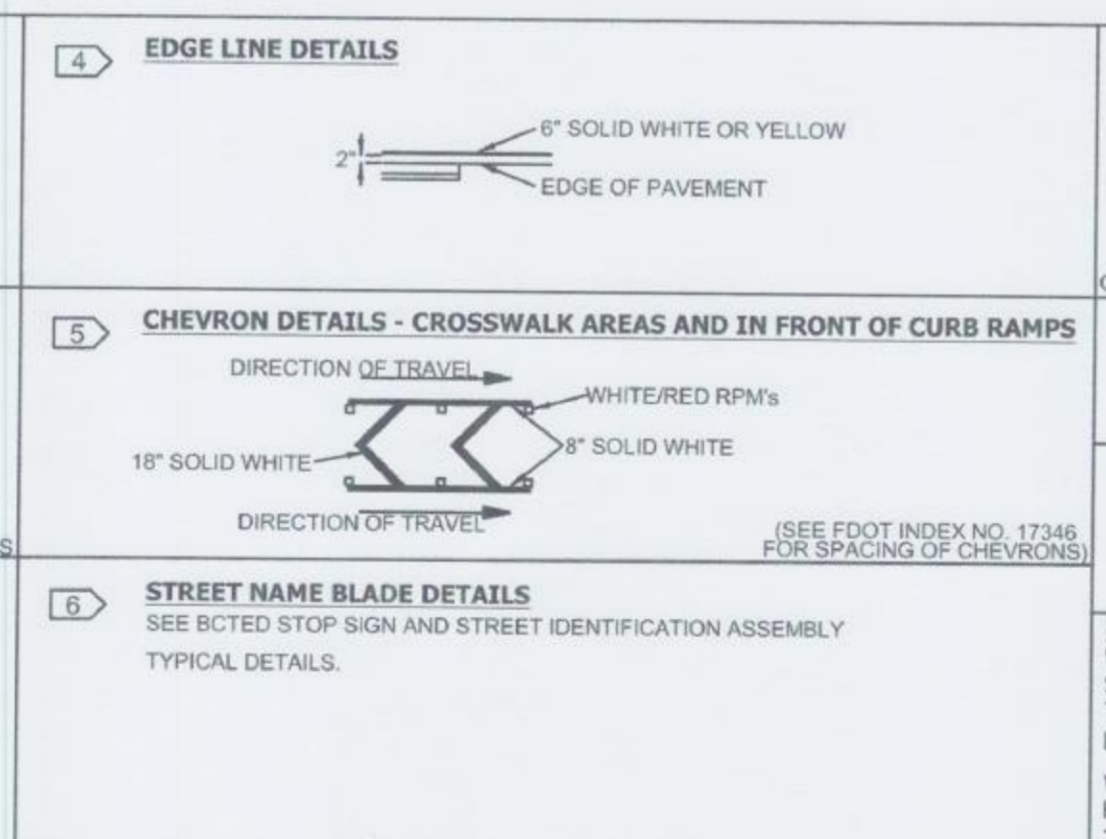 4 EDGE LINE DETAILS
6" SOLID WHITE OR YELLOW
2"
EDGE OF PAVEMENT
5 CHEVRON DETAILS - CROSSWALK AREAS AND IN FRONT OF CURB RAMPS
DIRECTION OF TRAVEL
WHITE/RED RPM's
8" SOLID WHITE
18" SOLID WHITE
DIRECTION OF TRAVEL
(SEE FDOT INDEX NO. 17346
FOR SPACING OF CHEVRONS)
S
6 STREET NAME BLADE DETAILS
SEE BCTED STOP SIGN AND STREET IDENTIFICATION ASSEMBLY
TYPICAL DETAILS.